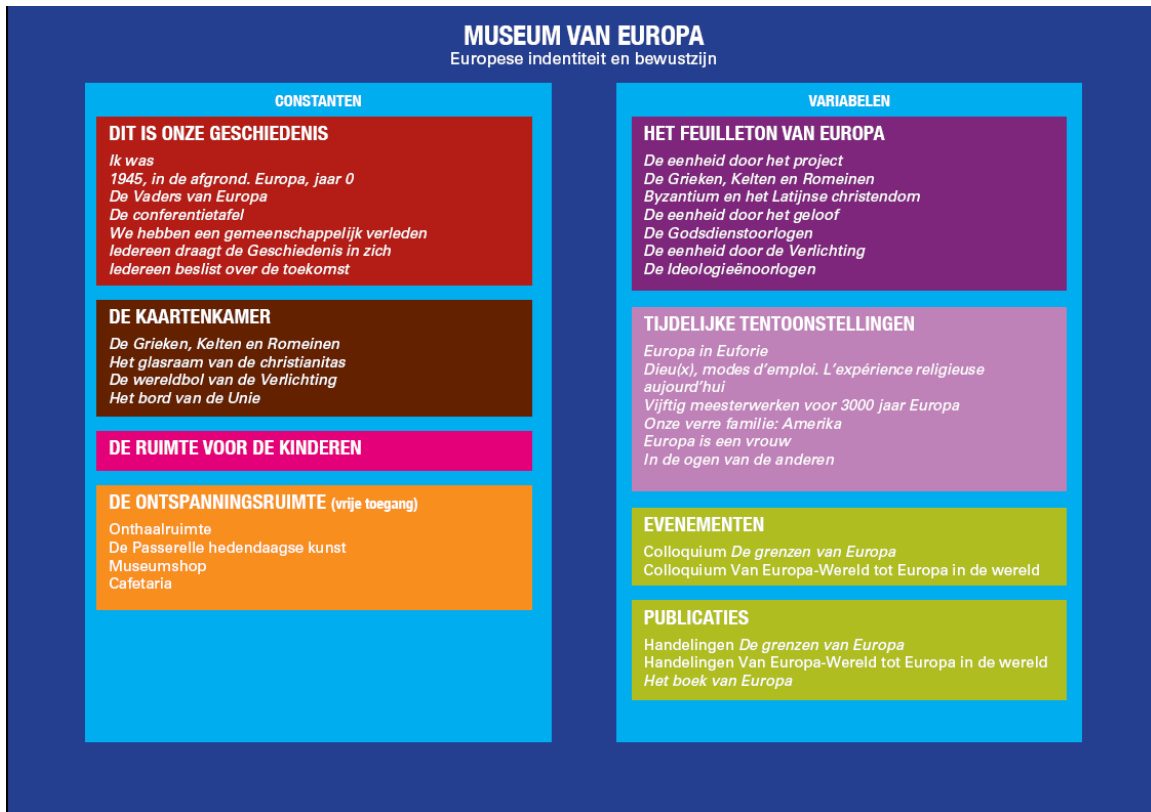 MUSEUM VAN EUROPA
Europese indentiteit en bewustzijn
CONSTANTEN
DIT IS ONZE GESCHIEDENIS
Ik was
1945, in de afgrond. Europa, jaar 0
De Vaders van Europa
De conferentietafel
We hebben een gemeenschappelijk verleden
Iedereen draagt de Geschiedenis in zich
Iedereen beslist over de toekomst
DE KAARTENKAMER
De Grieken, Kelten en Romeinen
Het glasraam van de christianitas
De wereldbol van de Verlichting
Het bord van de Unie
DE RUIMTE VOOR DE KINDEREN
DE ONTSPANNINGSRUIMTE (vrije toegang)
Onthaalruimte
De Passerelle hedendaagse kunst
Museumshop
Cafetaria
VARIABELEN
HET FEUILLETON VAN EUROPA
De eenheid door het project
De Grieken, Kelten en Romeinen
Byzantium en het Latijnse christendom
De eenheid door het geloof
De Godsdienstoorlogen
De eenheid door de Verlichting
De Ideologieënoorlogen
TIJDELIJKE TENTOONSTELLINGEN
Europa in Euforie
Dieu(x), modes d'emploi. L'expérience religieuse
aujourd'hui
Vijftig meesterwerken voor 3000 jaar Europa
Onze verre familie: Amerika
Europa is een vrouw
In de ogen van de anderen
EVENEMENTEN
Colloquium De grenzen van Europa
Colloquium Van Europa-Wereld tot Europa in de wereld
PUBLICATIES
Handelingen De grenzen van Europa
Handelingen Van Europa-Wereld tot Europa in de wereld
Het boek van Europa